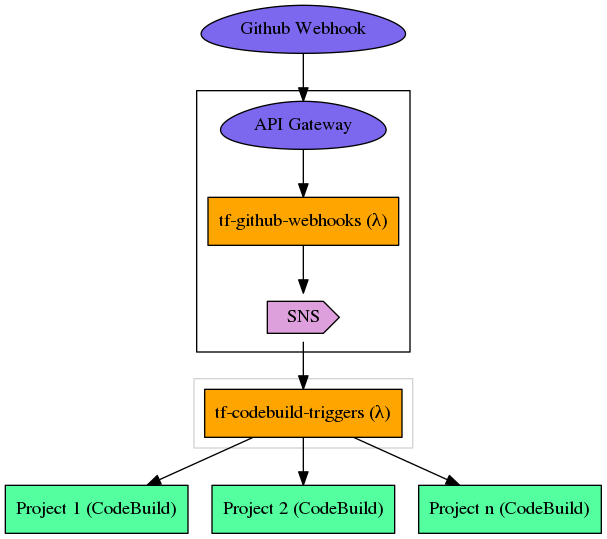 Github Webhook
API Gateway
tf-github-webhooks (λ)
SNS
tf-codebuild-triggers (λ)
Project 1 (CodeBuild)
Project 2 (CodeBuild)
Project n (CodeBuild)